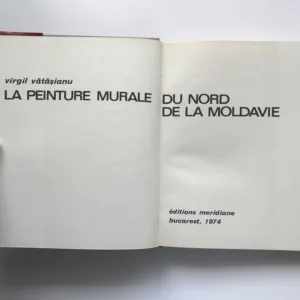 virgil vătăşianu
LA PEINTURE MURALE DU NORD
DE LA MOLDAVIE
éditions meridiane
bucarest, 1974